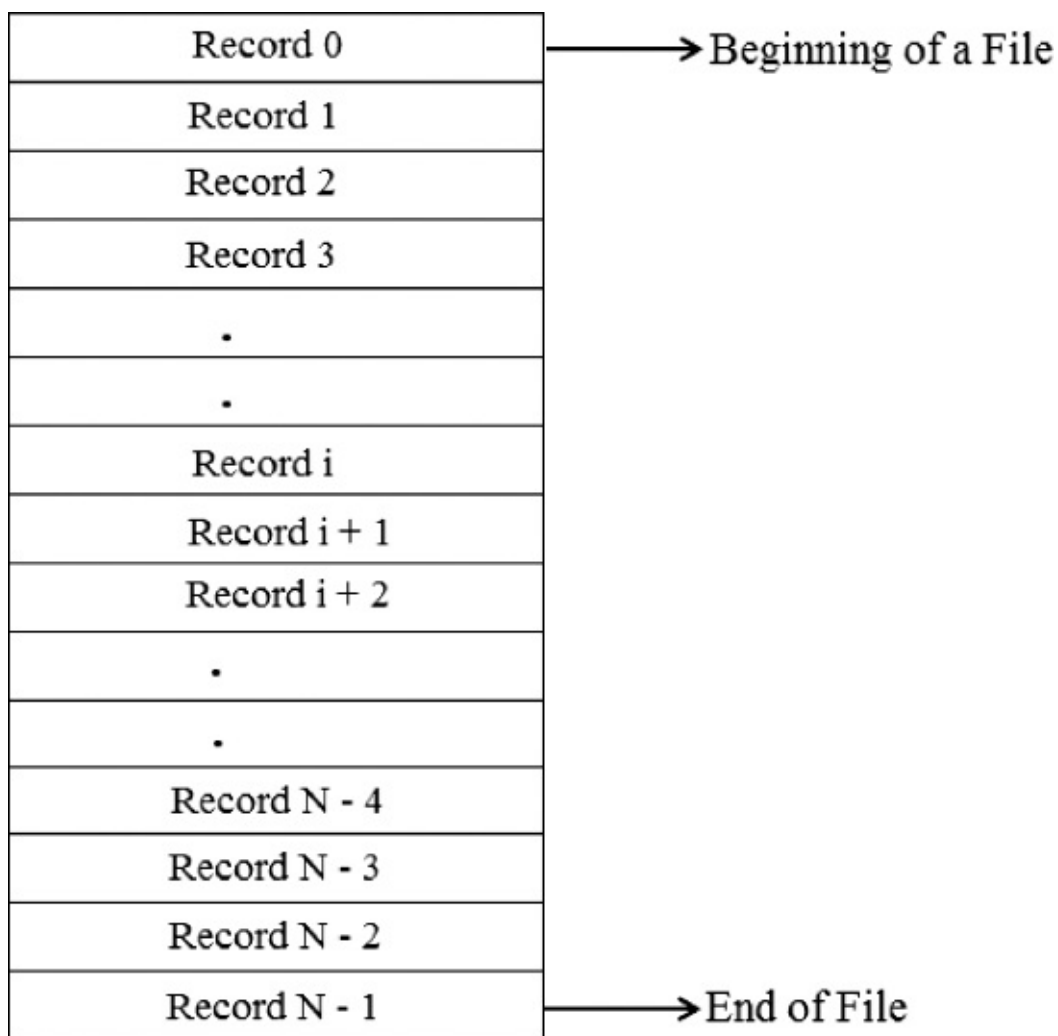 Record 0
Beginning of a File
Record 1
Record 2
Record 3
.
.
Record i
Record i + 1
Record i + 2
.
.
Record N - 4
Record N - 3
Record N - 2
Record N - 1
End of File